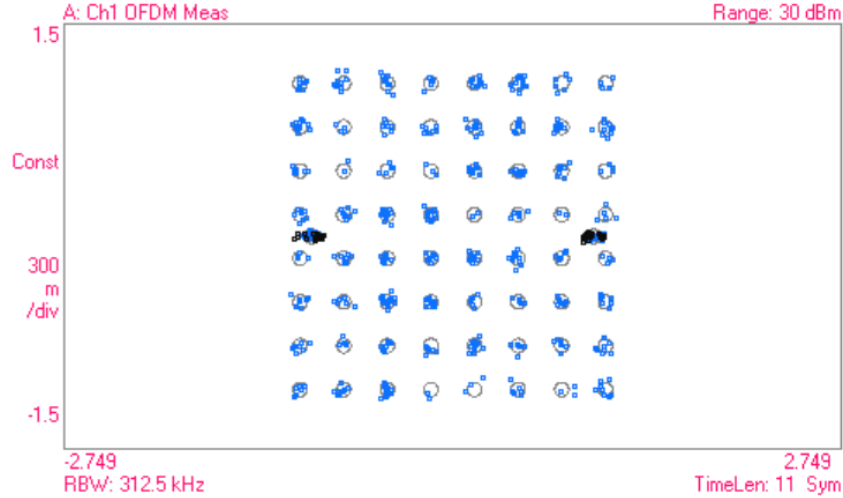 A: Ch1 OFDM Meas
Range: 30 dBm
1.5
Const
300
m
/div
-1.5
-2.749
2.749
RBW: 312.5 kHz
TimeLen: 11 Sym